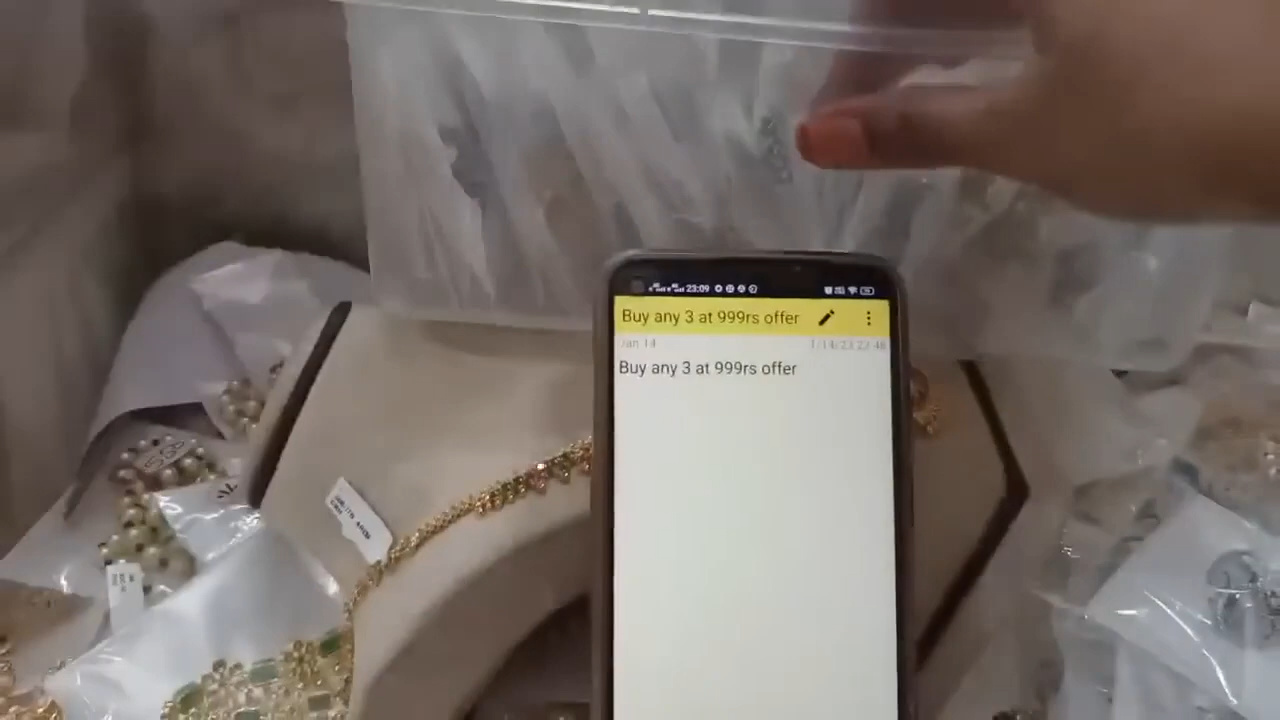 23:09
Buy any 3 at 999rs offer
Jan 14
1/14/23 22:48
Buy any 3 at 999rs offer